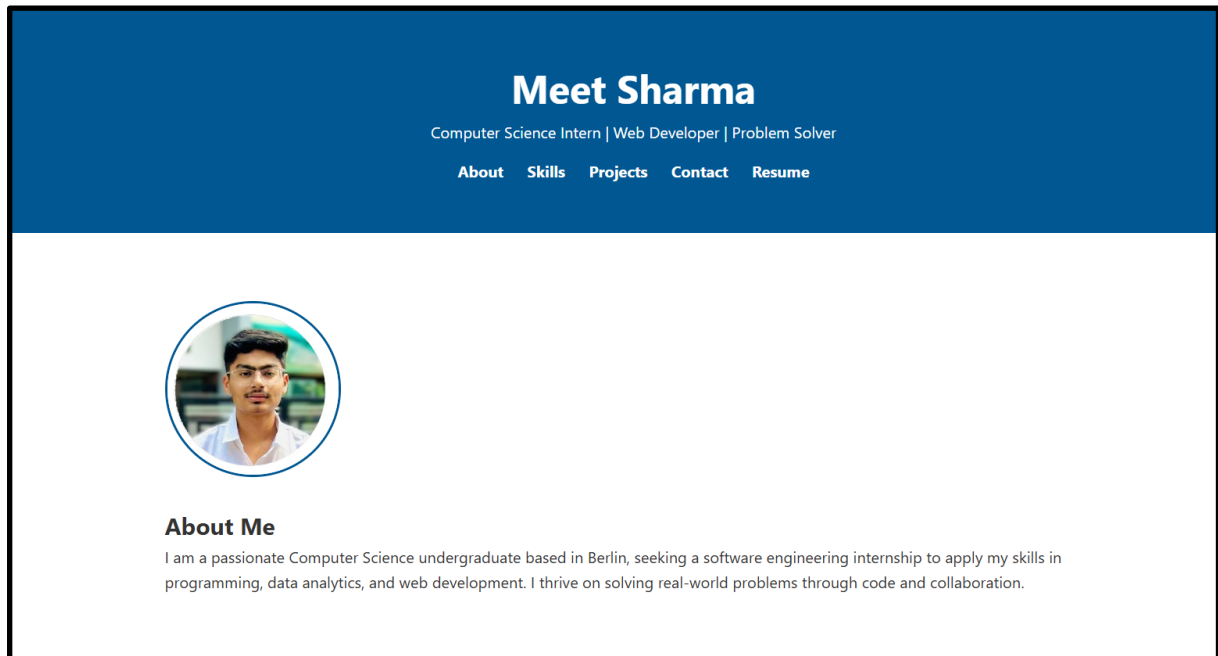 Meet Sharma
Computer Science Intern | Web Developer | Problem Solver
About Skills Projects Contact Resume
About Me
I am a passionate Computer Science undergraduate based in Berlin, seeking a software engineering internship to apply my skills in
programming, data analytics, and web development. I thrive on solving real-world problems through code and collaboration.